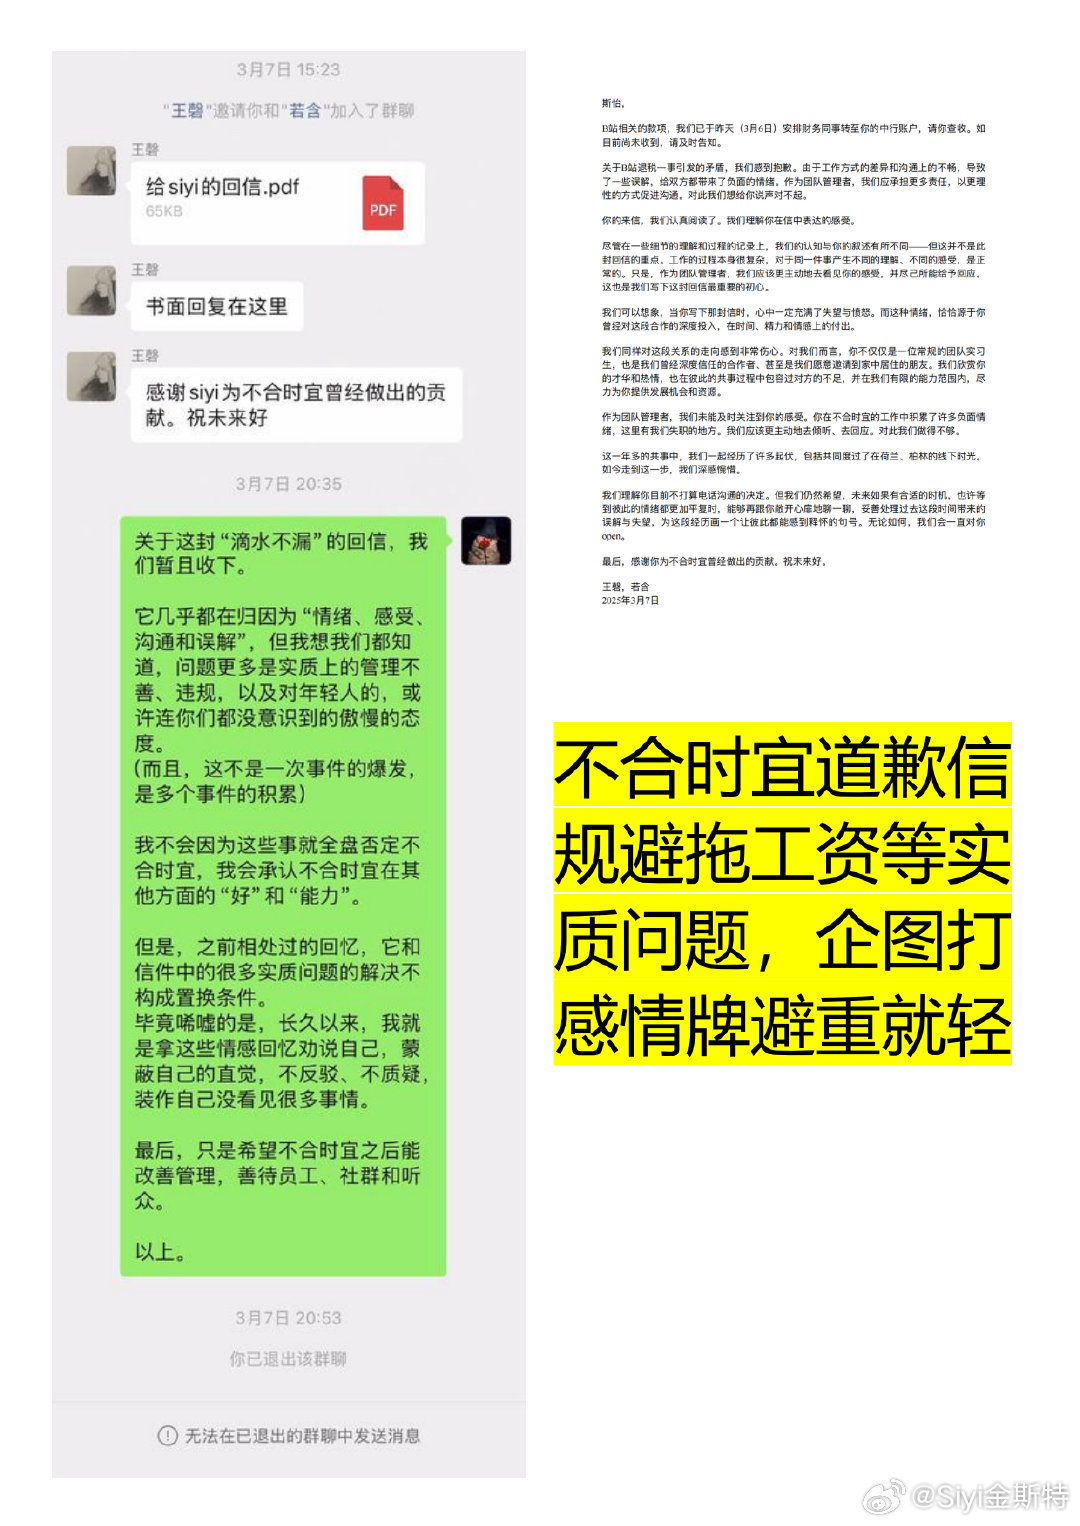 3月7日 15:23
"王磬"邀请你和"若含"加入了群聊
王磬
给siyi的回信.pdf
65KB
PDF
王磬
书面回复在这里
王磬
感谢siyi为不合时宜曾经做出的贡
献。祝未来好
3月7日 20:35
关于这封“滴水不漏”的回信，我
们暂且收下。
它几乎都在归因为“情绪、感受、
沟通和误解”，但我想我们都知
道，问题更多是实质上的管理不
善、违规，以及对年轻人的，或
许连你们都没意识到的傲慢的态
度。
（而且，这不是一次事件的爆发，
是多个事件的积累）
我不会因为这些事就全盘否定不
合时宜，我会承认不合时宜在其
他方面的“好”和“能力”。
但是，之前相处过的回忆，它和
信件中的很多实质问题的解决不
构成置换条件。
毕竟唏嘘的是，长久以来，我就
是拿这些情感回忆劝说自己，蒙
蔽自己的直觉，不反驳、不质疑，
装作自己没看见很多事情。
最后，只是希望不合时宜之后能
改善管理，善待员工、社群和听
众。
以上。
3月7日 20:53
你已退出该群聊
无法在已退出的群聊中发送消息
斯怡，
B站相关的款项，我们已于昨天（3月6日）安排财务同事转至你的中行账户，请你查收。如
目前尚未收到，请及时告知。
关于B站退税一事引发的矛盾，我们感到抱歉。由于工作方式的差异和沟通上的不畅，导致
了一些误解，给双方都带来了负面的情绪。作为团队管理者，我们应承担更多责任，以更理
性的方式促进沟通。对此我们想给你说声对不起。
你的来信，我们认真阅读了。我们理解你在信中表达的感受。
尽管在一些细节的理解和过程的记录上，我们的认知与你的叙述有所不同——但这并不是此
封回信的重点。工作的过程本身很复杂，对于同一件事产生不同的理解、不同的感受，是正
常的。只是，作为团队管理者，我们应该更主动地去看见你的感受，并尽己所能给予回应。
这也是我们写下这封回信最重要的初心。
我们可以想象，当你写下那封信时，心中一定充满了失望与愤怒。而这种情绪，恰恰源于你
曾经对这段合作的深度投入，在时间、精力和情感上的付出。
我们同样对这段关系的走向感到非常伤心。对我们而言，你不仅仅是一位常规的团队实习
生，也是我们曾经深度信任的合作者、甚至是我们愿意邀请到家中居住的朋友。我们欣赏你
的才华和热情，也在彼此的共事过程中包容过对方的不足，并在我们有限的能力范围内，尽
力为你提供发展机会和资源。
作为团队管理者，我们未能及时关注到你的感受。你在不合时宜的工作中积累了许多负面情
绪，这里有我们失职的地方。我们应该更主动地去倾听、去回应。对此我们做得不够。
这一年多的共事中，我们一起经历了许多起伏，包括共同度过了在荷兰、柏林的线下时光。
如今走到这一步，我们深感惋惜。
我们理解你目前不打算电话沟通的决定。但我们仍然希望，未来如果有合适的时机，也许等
到彼此的情绪都更加平复时，能够再跟你敞开心扉地聊一聊，妥善处理过去这段时间带来的
误解与失望，为这段经历画一个让彼此都能感到释怀的句号。无论如何，我们会一直对你
open。
最后，感谢你为不合时宜曾经做出的贡献。祝未来好。
王磬，若含
2025年3月7日
不合时宜道歉信
规避拖工资等实
质问题，企图打
感情牌避重就轻
@Siyi金斯特